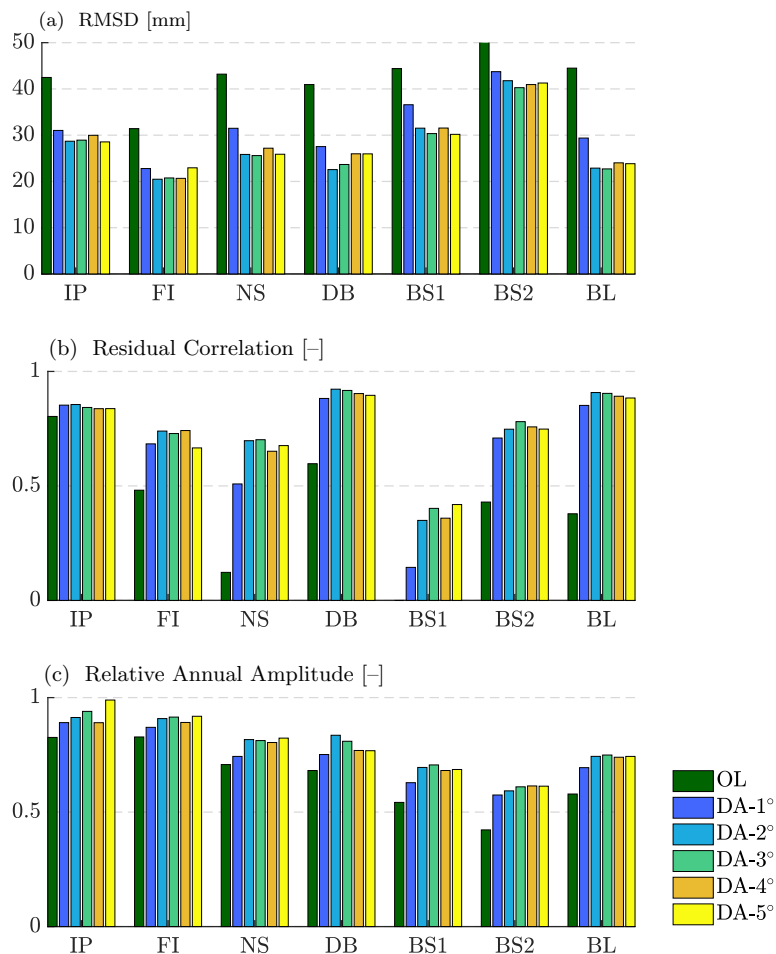 (a) RMSD [mm]
50
40
30
20
10
0
IP FI NS DB BS1 BS2 BL
(b) Residual Correlation [–]
1
0.5
0
IP FI NS DB BS1 BS2 BL
(c) Relative Annual Amplitude [–]
1
0.5
0
IP FI NS DB BS1 BS2 BL
OL
DA-1°
DA-2°
DA-3°
DA-4°
DA-5°